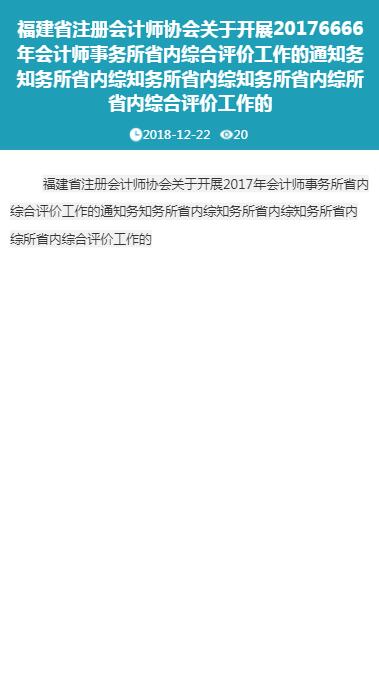 福建省注册会计师协会关于开展20176666
年会计师事务所省内综合评价工作的通知务
知务所省内综知务所省内综知务所省内综所
省内综合评价工作的
2018-12-22 20
福建省注册会计师协会关于开展2017年会计师事务所省内
综合评价工作的通知务知务所省内综知务所省内综知务所省内
综所省内综合评价工作的